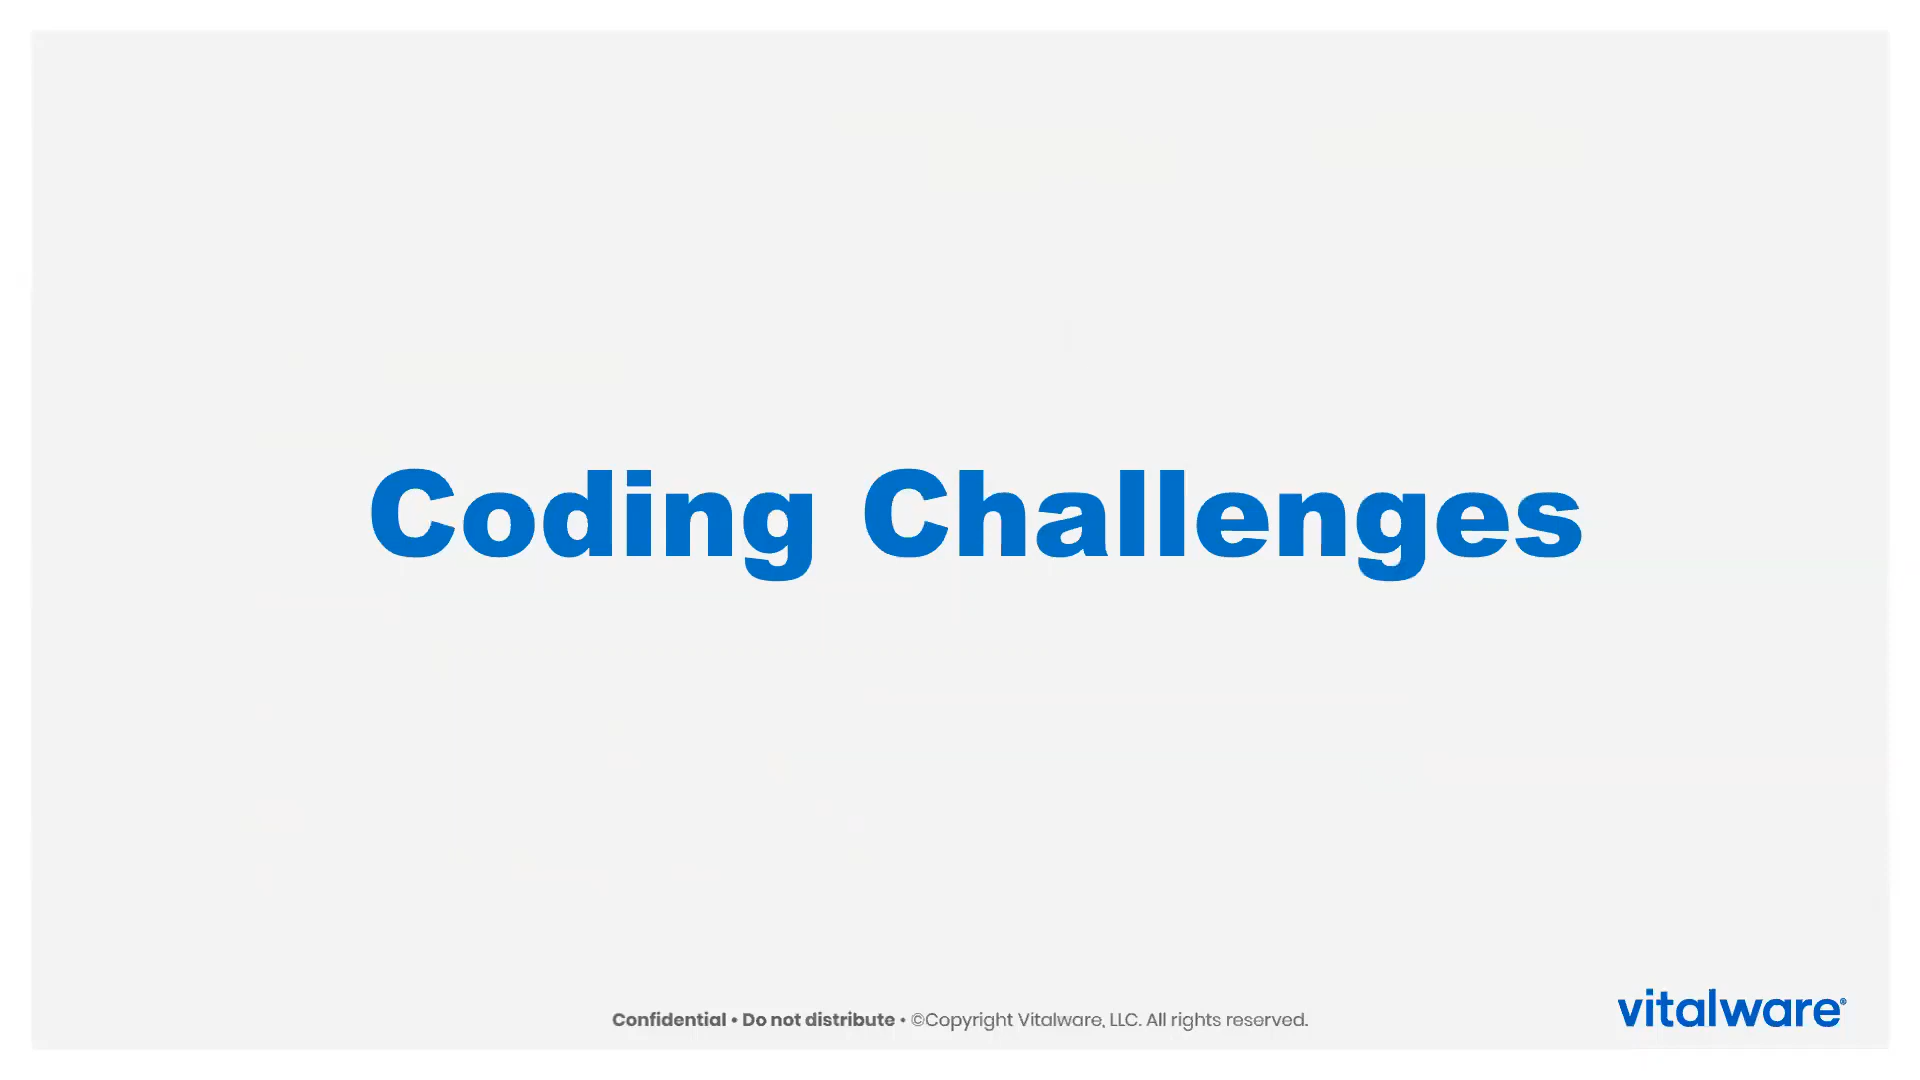 Coding Challenges
Confidential • Do not distribute • ©Copyright Vitalware, LLC. All rights reserved.
vitalware®